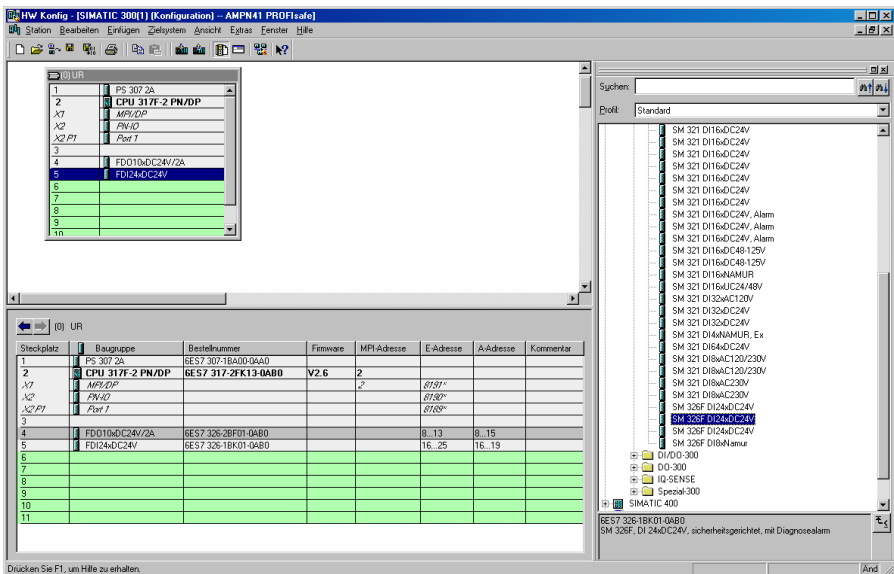 HW Konfig - [SIMATIC 300(1) (Konfiguration) -- AMPN41 PROFIsafe]
Station Bearbeiten Einfügen Zielsystem Ansicht Extras Fenster Hilfe
(0) UR
1 PS 307 2A
2 CPU 317F-2 PN/DP
X1 MPI/DP
X2 PN-IO
X2 P1 Port 1
3
4 FDO10xDC24V/2A
5 FDI24xDC24V
6
7
8
9
10
Suchen:
Profil: Standard
SM 321 DI16xDC24V
SM 321 DI16xDC24V
SM 321 DI16xDC24V
SM 321 DI16xDC24V
SM 321 DI16xDC24V
SM 321 DI16xDC24V
SM 321 DI16xDC24V
SM 321 DI16xDC24V, Alarm
SM 321 DI16xDC24V, Alarm
SM 321 DI16xDC24V, Alarm
SM 321 DI16xDC48-125V
SM 321 DI16xDC48-125V
SM 321 DI16xNAMUR
SM 321 DI16xUC24/48V
SM 321 DI32xAC120V
SM 321 DI32xDC24V
SM 321 DI32xDC24V
SM 321 DI4xNAMUR, Ex
SM 321 DI64xDC24V
SM 321 DI8xAC120/230V
SM 321 DI8xAC120/230V
SM 321 DI8xAC230V
SM 321 DI8xAC230V
SM 326F DI24xDC24V
SM 326F DI24xDC24V
SM 326F DI24xDC24V
SM 326F DI8xNamur
DI/DO-300
DO-300
IQ-SENSE
Spezial-300
SIMATIC 400
6ES7 326-1BK01-0AB0
SM 326F, DI 24xDC24V, sicherheitsgerichtet, mit Diagnosealarm
(0) UR
Steckplatz Baugruppe Bestellnummer Firmware MPI-Adresse E-Adresse A-Adresse Kommentar
1 PS 307 2A 6ES7 307-1BA00-0AA0
2 CPU 317F-2 PN/DP 6ES7 317-2FK13-0AB0 V2.6 2
X1 MPI/DP 2 8191*
X2 PN-IO 8190*
X2 P1 Port 1 8189*
3
4 FDO10xDC24V/2A 6ES7 326-2BF01-0AB0 8...13 8...15
5 FDI24xDC24V 6ES7 326-1BK01-0AB0 16...25 16...19
6
7
8
9
10
11
Drücken Sie F1, um Hilfe zu erhalten.
Änd